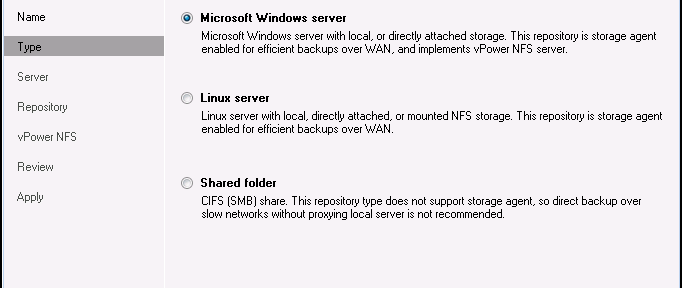 Name
Type
Server
Repository
vPower NFS
Review
Apply
Microsoft Windows server
Microsoft Windows server with local, or directly attached storage. This repository is storage agent
enabled for efficient backups over WAN, and implements vPower NFS server.
Linux server
Linux server with local, directly attached, or mounted NFS storage. This repository is storage agent
enabled for efficient backups over WAN.
Shared folder
CIFS (SMB) share. This repository type does not support storage agent, so direct backup over
slow networks without proxying local server is not recommended.